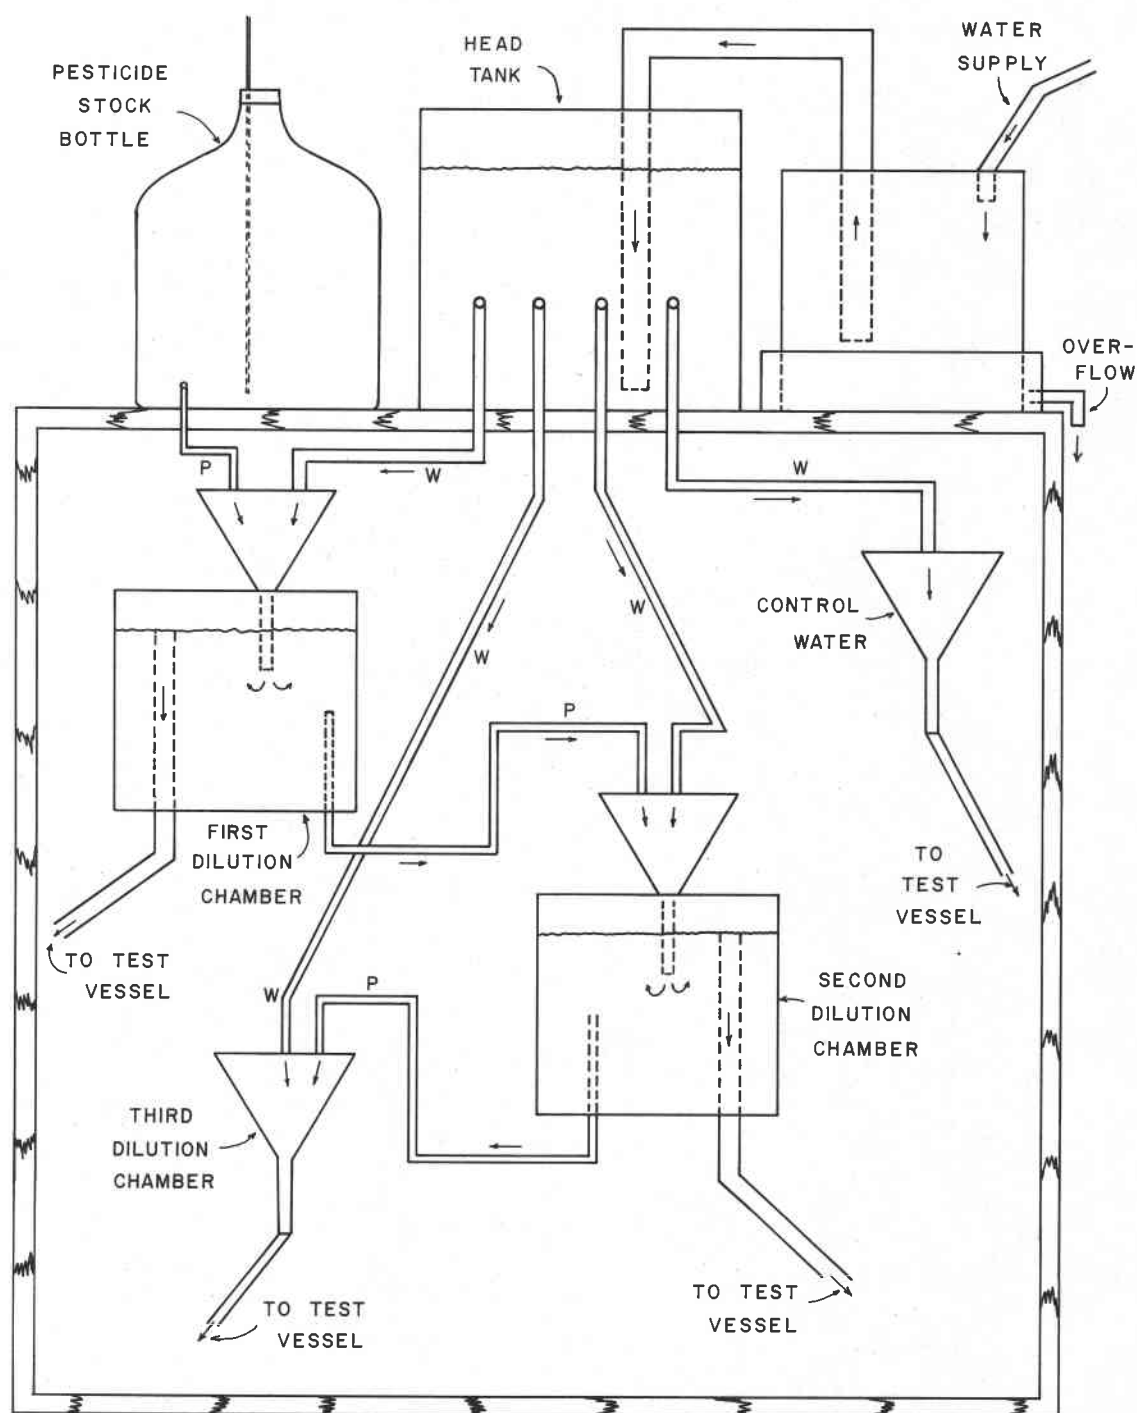 PESTICIDE
STOCK
BOTTLE
HEAD
TANK
WATER
SUPPLY
OVER-
FLOW
P
W
W
W
W
CONTROL
WATER
P
FIRST
DILUTION
CHAMBER
TO
TEST
VESSEL
TO TEST
VESSEL
W
P
SECOND
DILUTION
CHAMBER
THIRD
DILUTION
CHAMBER
TO TEST
VESSEL
TO TEST
VESSEL